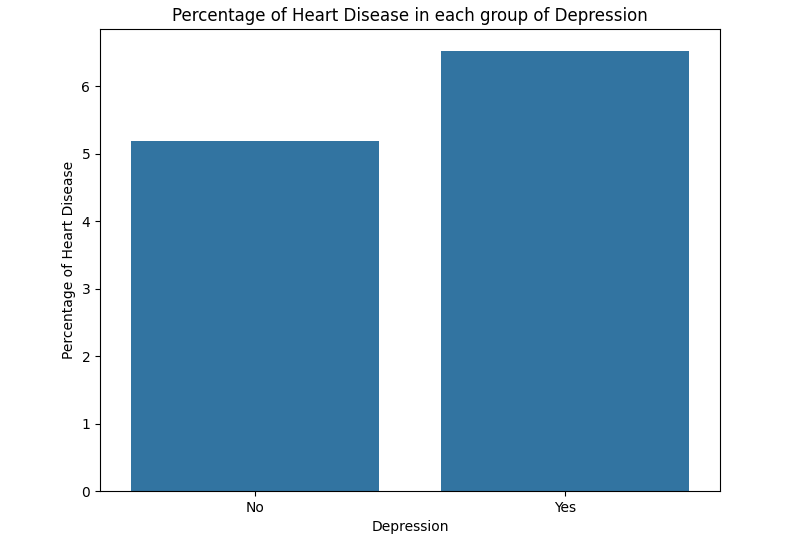 Percentage of Heart Disease in each group of Depression
Percentage of Heart Disease
6
5
4
3
2
1
0
No Yes
Depression